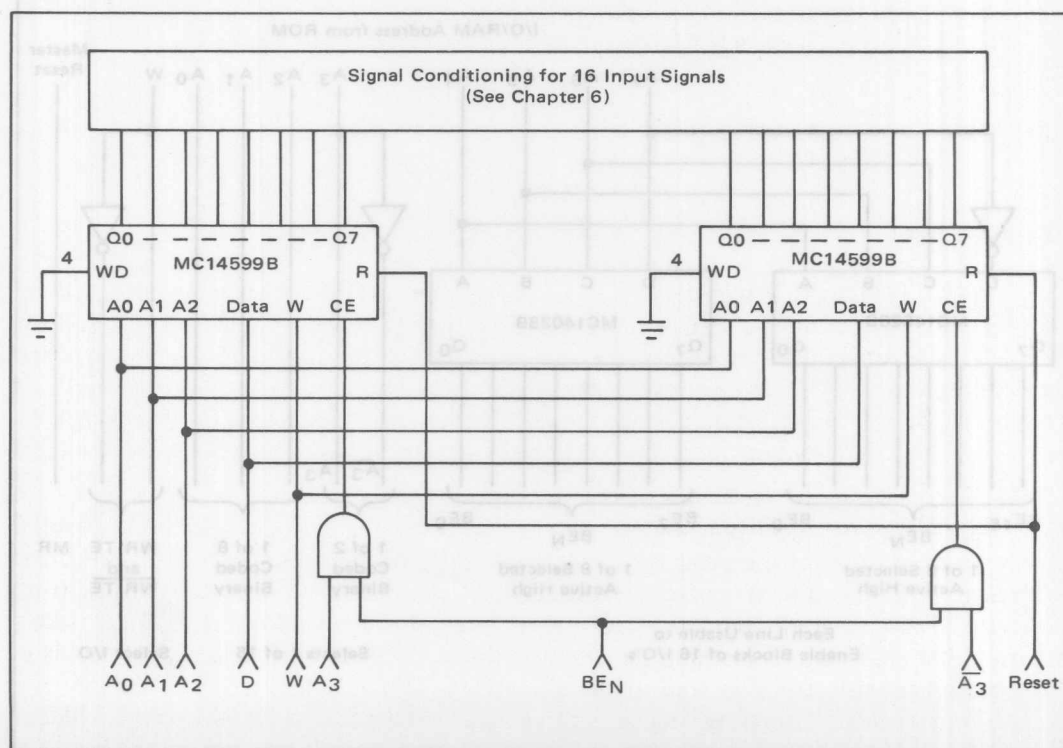 Signal Conditioning for 16 Input Signals
(See Chapter 6)
Q0 Q7
4 WD MC14599B R
A0 A1 A2 Data W CE
Q0 Q7
4 WD MC14599B R
A0 A1 A2 Data W CE
A0 A1 A2 D W A3 BEN A̅3 Reset